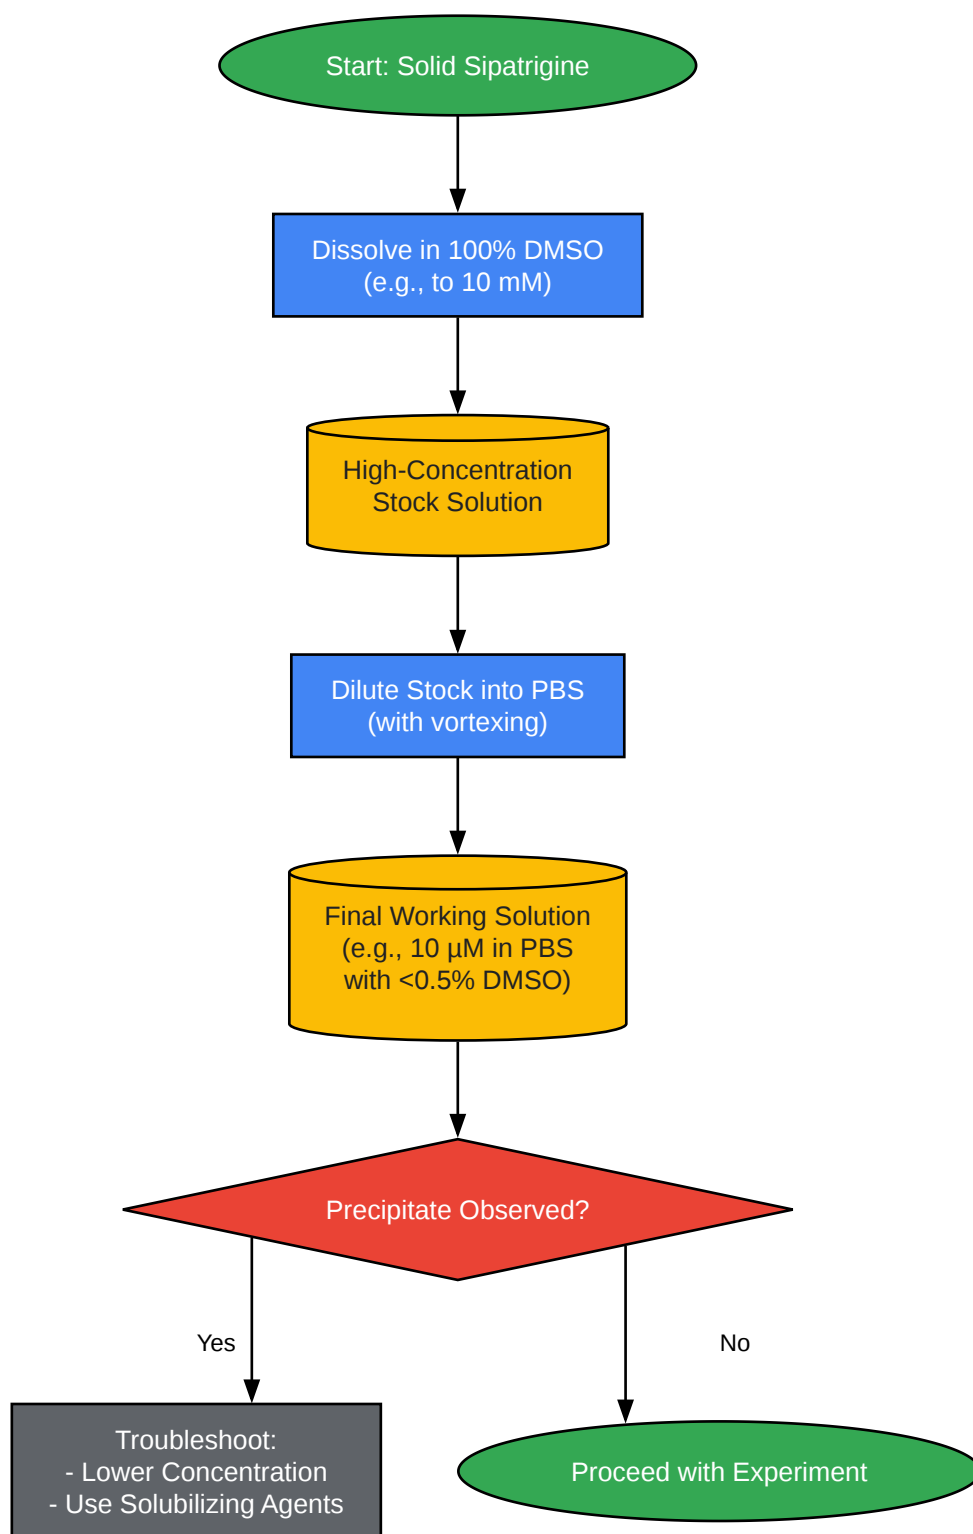 Start: Solid Sipatrigine
Dissolve in 100% DMSO
(e.g., to 10 mM)
High-Concentration
Stock Solution
Dilute Stock into PBS
(with vortexing)
Final Working Solution
(e.g., 10 µM in PBS
with <0.5% DMSO)
Precipitate Observed?
Yes
No
Troubleshoot:
- Lower Concentration
- Use Solubilizing Agents
Proceed with Experiment